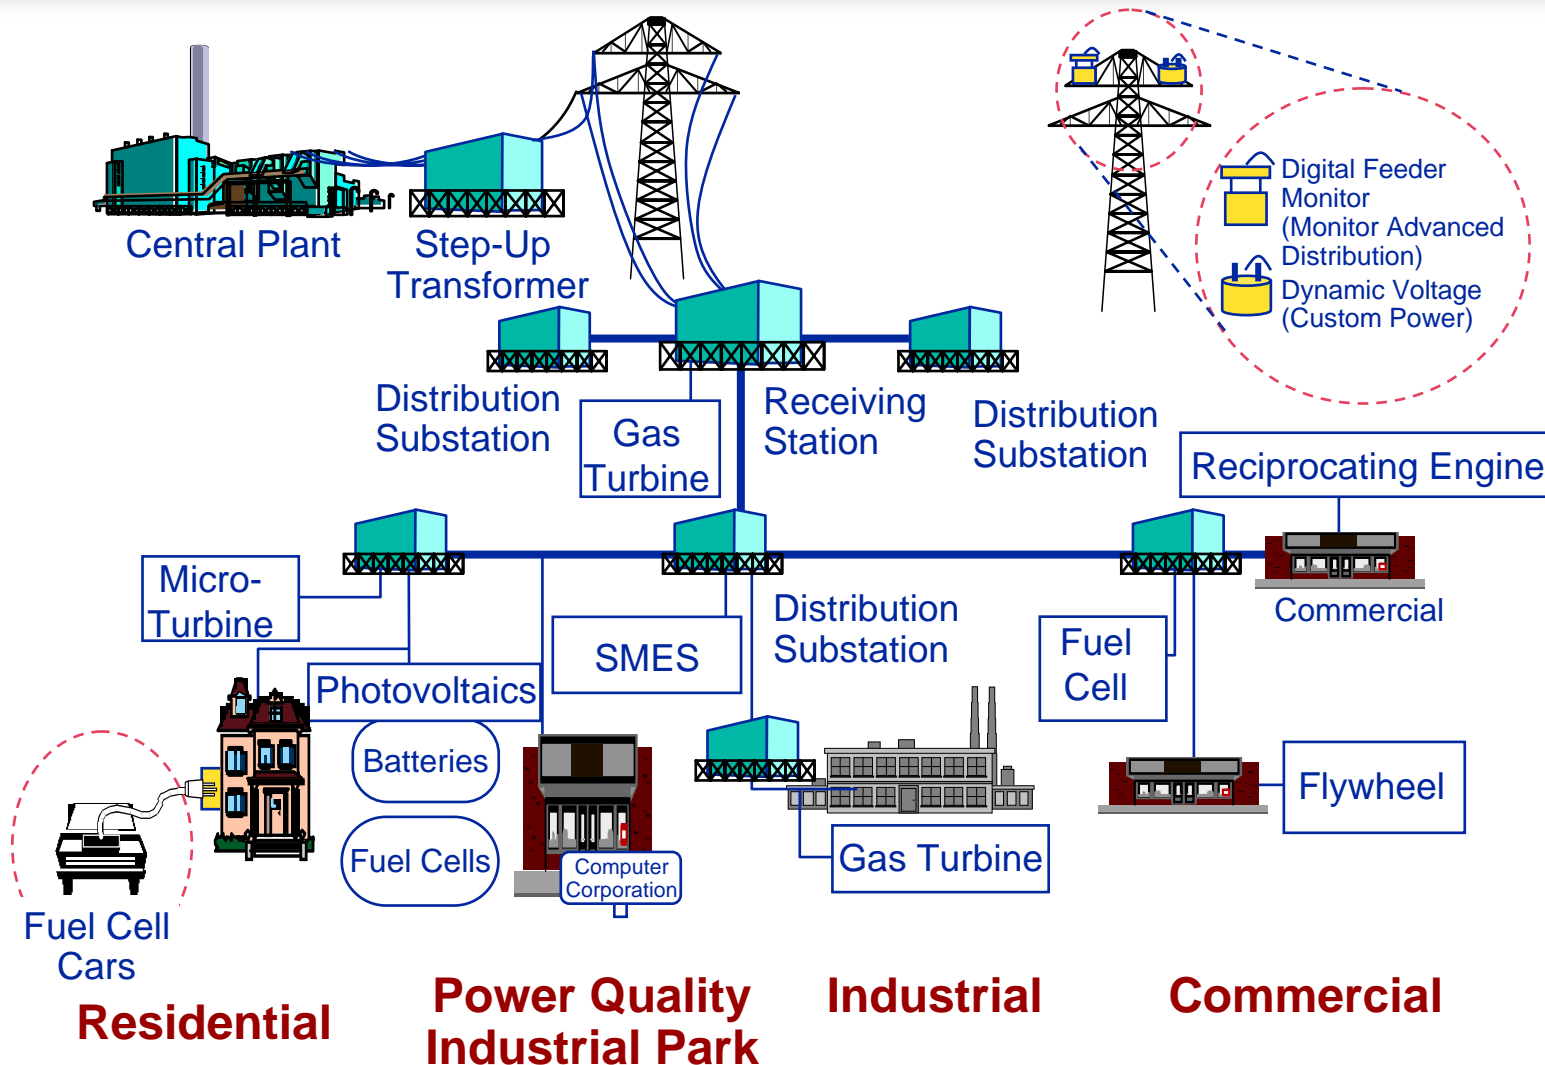 Central Plant
Step-Up
Transformer
Digital Feeder
Monitor
(Monitor Advanced
Distribution)
Dynamic Voltage
(Custom Power)
Distribution
Substation
Gas
Turbine
Receiving
Station
Distribution
Substation
Reciprocating Engine
Micro-
Turbine
Commercial
Distribution
Substation
SMES
Fuel
Cell
Photovoltaics
Batteries
Flywheel
Fuel Cells
Computer
Corporation
Gas Turbine
Fuel Cell
Cars
Residential
Power Quality
Industrial Park
Industrial
Commercial